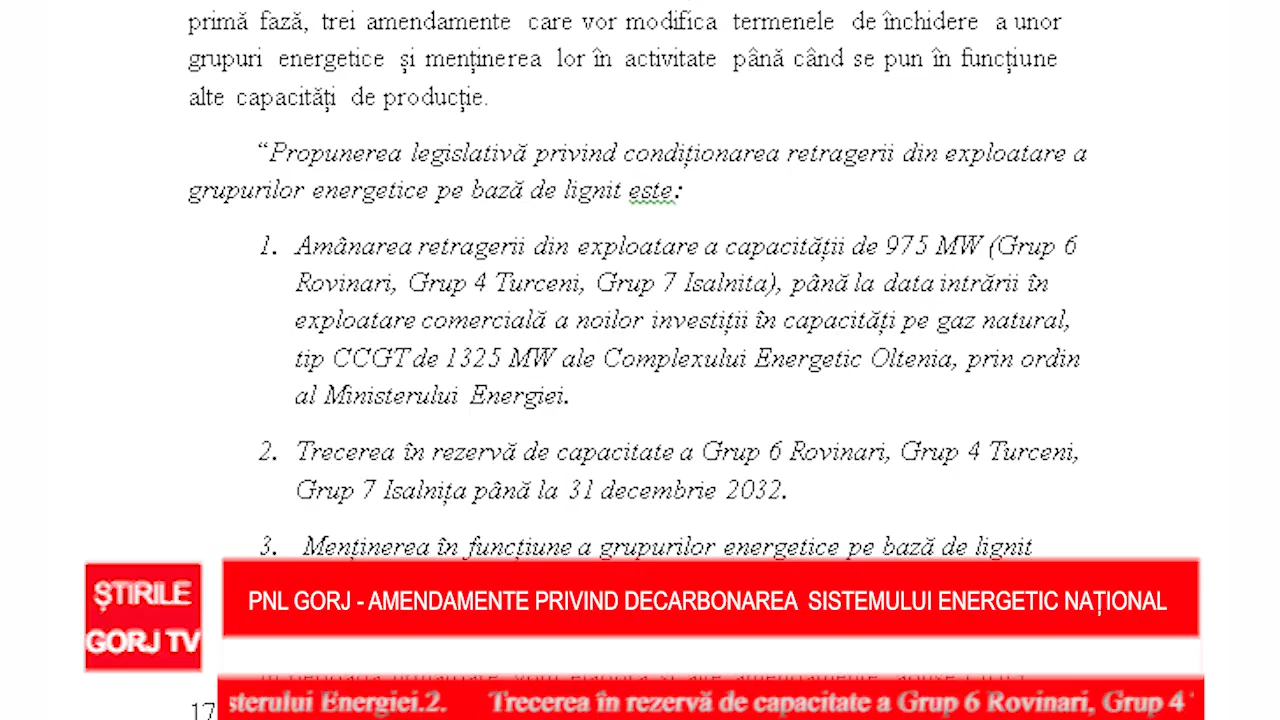 primă fază, trei amendamente care vor modifica termenele de închidere a unor
grupuri energetice și menținerea lor în activitate până când se pun în funcțiune
alte capacități de producție.
“Propunerea legislativă privind condiționarea retragerii din exploatare a
grupurilor energetice pe bază de lignit este:
1. Amânarea retragerii din exploatare a capacității de 975 MW (Grup 6
Rovinari, Grup 4 Turceni, Grup 7 Isalnita), până la data intrării în
exploatare comercială a noilor investiții în capacități pe gaz natural,
tip CCGT de 1325 MW ale Complexului Energetic Oltenia, prin ordin
al Ministerului Energiei.
2. Trecerea în rezervă de capacitate a Grup 6 Rovinari, Grup 4 Turceni,
Grup 7 Isalnița până la 31 decembrie 2032.
3. Menținerea în funcțiune a grupurilor energetice pe bază de lignit
ȘTIRILE
GORJ TV
PNL GORJ - AMENDAMENTE PRIVIND DECARBONAREA SISTEMULUI ENERGETIC NAȚIONAL
17
sterului Energiei.2. Trecerea în rezervă de capacitate a Grup 6 Rovinari, Grup 4